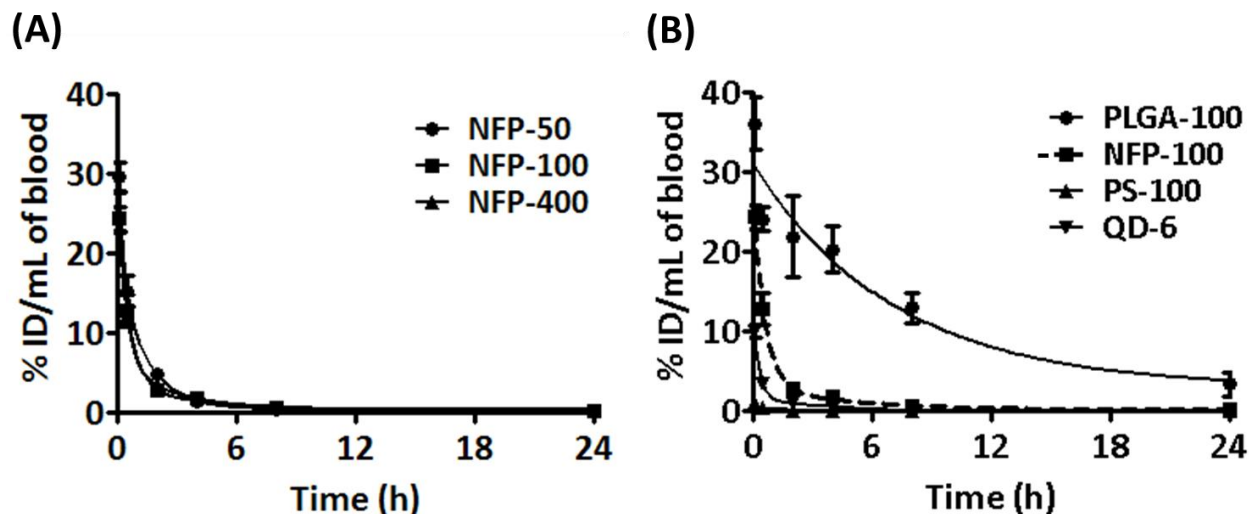 (A)
% ID/mL of blood
40
30
20
10
0
0 6 12 18 24
Time (h)
NFP-50
NFP-100
NFP-400
(B)
% ID/mL of blood
40
30
20
10
0
0 6 12 18 24
Time (h)
PLGA-100
NFP-100
PS-100
QD-6